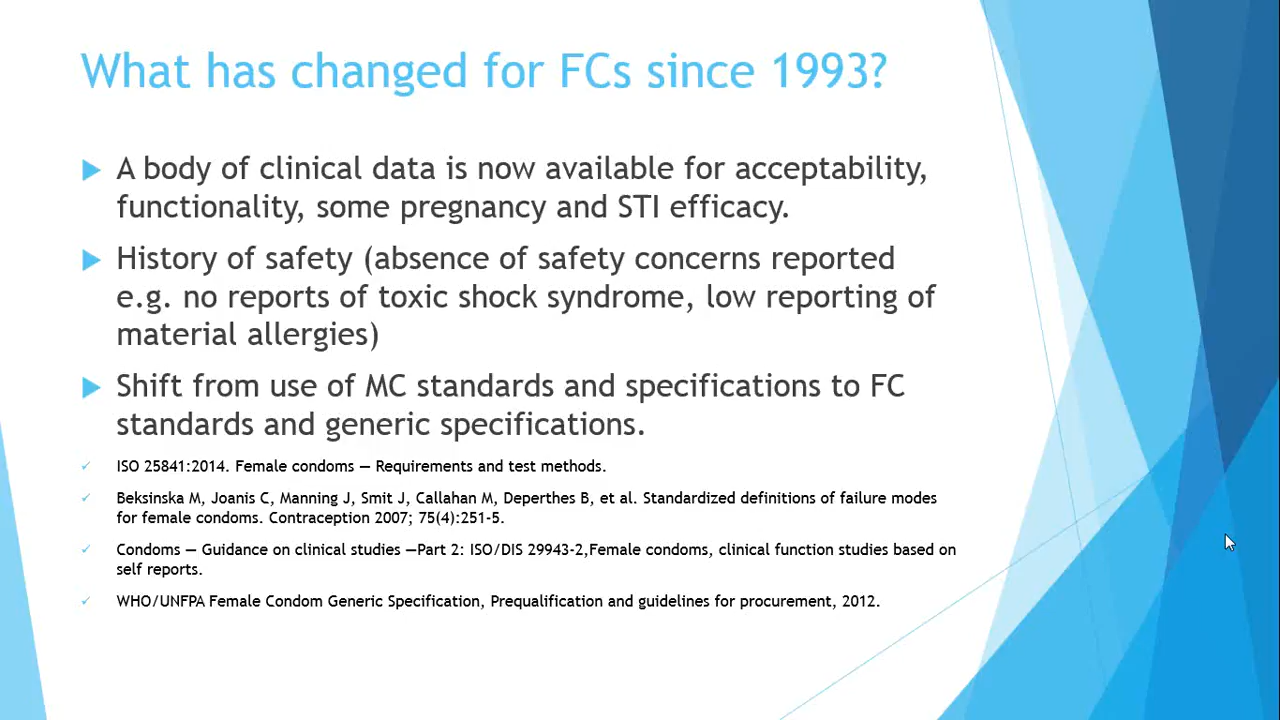 What has changed for FCs since 1993?
A body of clinical data is now available for acceptability,
functionality, some pregnancy and STI efficacy.
History of safety (absence of safety concerns reported
e.g. no reports of toxic shock syndrome, low reporting of
material allergies)
Shift from use of MC standards and specifications to FC
standards and generic specifications.
ISO 25841:2014. Female condoms — Requirements and test methods.
Beksinska M, Joanis C, Manning J, Smit J, Callahan M, Deperthes B, et al. Standardized definitions of failure modes
for female condoms. Contraception 2007; 75(4):251-5.
Condoms — Guidance on clinical studies —Part 2: ISO/DIS 29943-2,Female condoms, clinical function studies based on
self reports.
WHO/UNFPA Female Condom Generic Specification, Prequalification and guidelines for procurement, 2012.